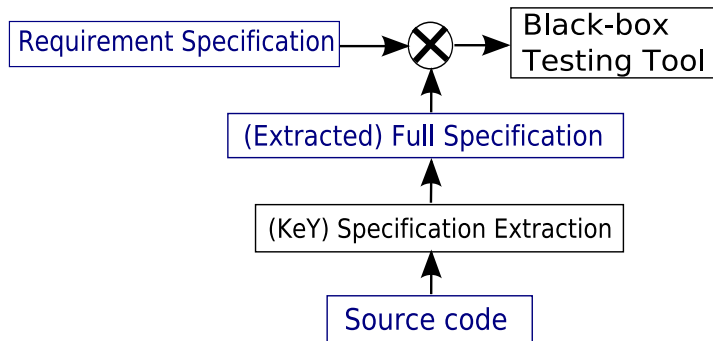 Requirement Specification
Black-box
Testing Tool
(Extracted) Full Specification
(KeY) Specification Extraction
Source code